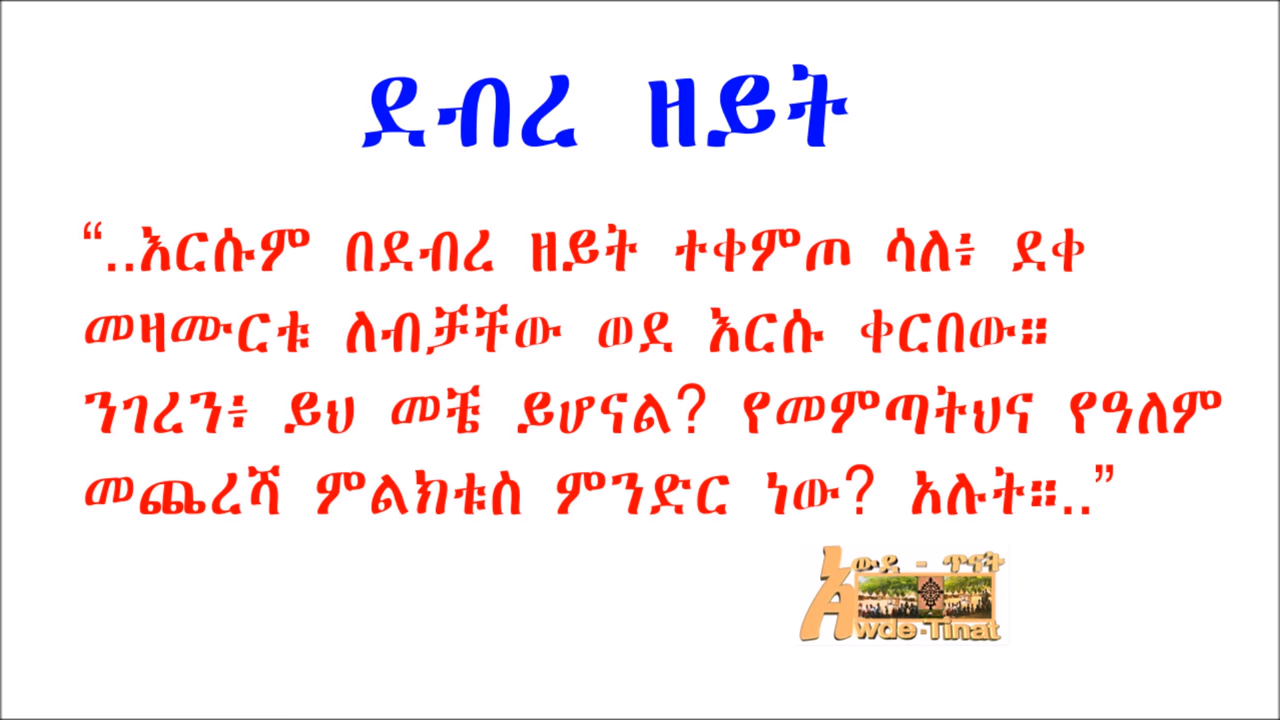 ደብረ ዘይት
“..እርሱም በደብረ ዘይት ተቀምጦ ሳለ፥ ደቀ
መዛሙርቱ ለብቻቸው ወደ እርሱ ቀርበው።
ንገረን፥ ይህ መቼ ይሆናል? የመምጣትህና የዓለም
መጨረሻ ምልክቱስ ምንድር ነው? አሉት።..”
አውደ - ጥናት
Awde-Tinat